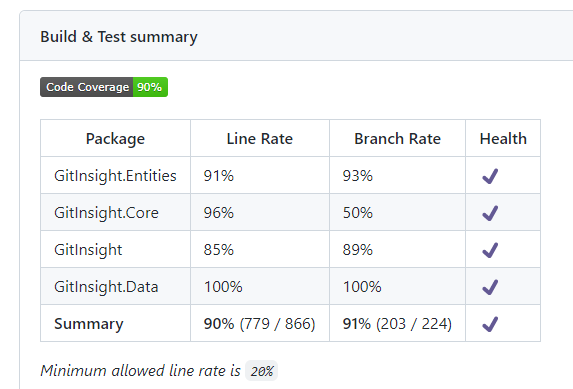 Build & Test summary
Code Coverage 90%
Package Line Rate Branch Rate Health
GitInsight.Entities 91% 93% ✔
GitInsight.Core 96% 50% ✔
GitInsight 85% 89% ✔
GitInsight.Data 100% 100% ✔
Summary 90% (779 / 866) 91% (203 / 224) ✔
Minimum allowed line rate is 20%